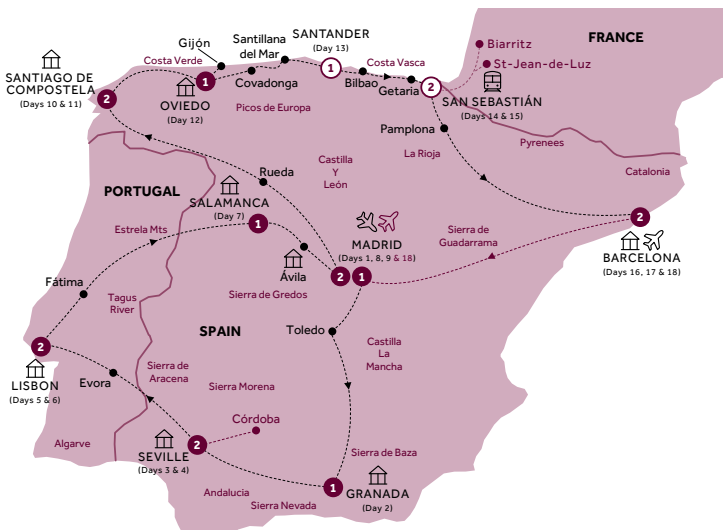 SANTANDER
(Day 13)
FRANCE
Biarritz
St-Jean-de-Luz
Gijón
Santillana
del Mar
Costa Verde
Costa Vasca
1
SANTIAGO DE
COMPOSTELA
(Days 10 & 11)
2
1
OVIEDO
(Day 12)
Covadonga
Picos de Europa
Bilbao
Getaria
2
SAN SEBASTIÁN
(Days 14 & 15)
Pamplona
La Rioja
Pyrenees
Catalonia
Castilla
Y
León
Rueda
PORTUGAL
SALAMANCA
(Day 7)
1
Estrela Mts
Ávila
Sierra de Gredos
MADRID
(Days 1, 8, 9 & 18)
2
1
Sierra de
Guadarrama
2
BARCELONA
(Days 16, 17 & 18)
Fátima
Tagus
River
SPAIN
Toledo
Castilla
La
Mancha
2
LISBON
(Days 5 & 6)
Evora
Sierra de
Aracena
Sierra Morena
Córdoba
Algarve
2
SEVILLE
(Days 3 & 4)
Sierra de Baza
Andalucia
Sierra Nevada
1
GRANADA
(Day 2)